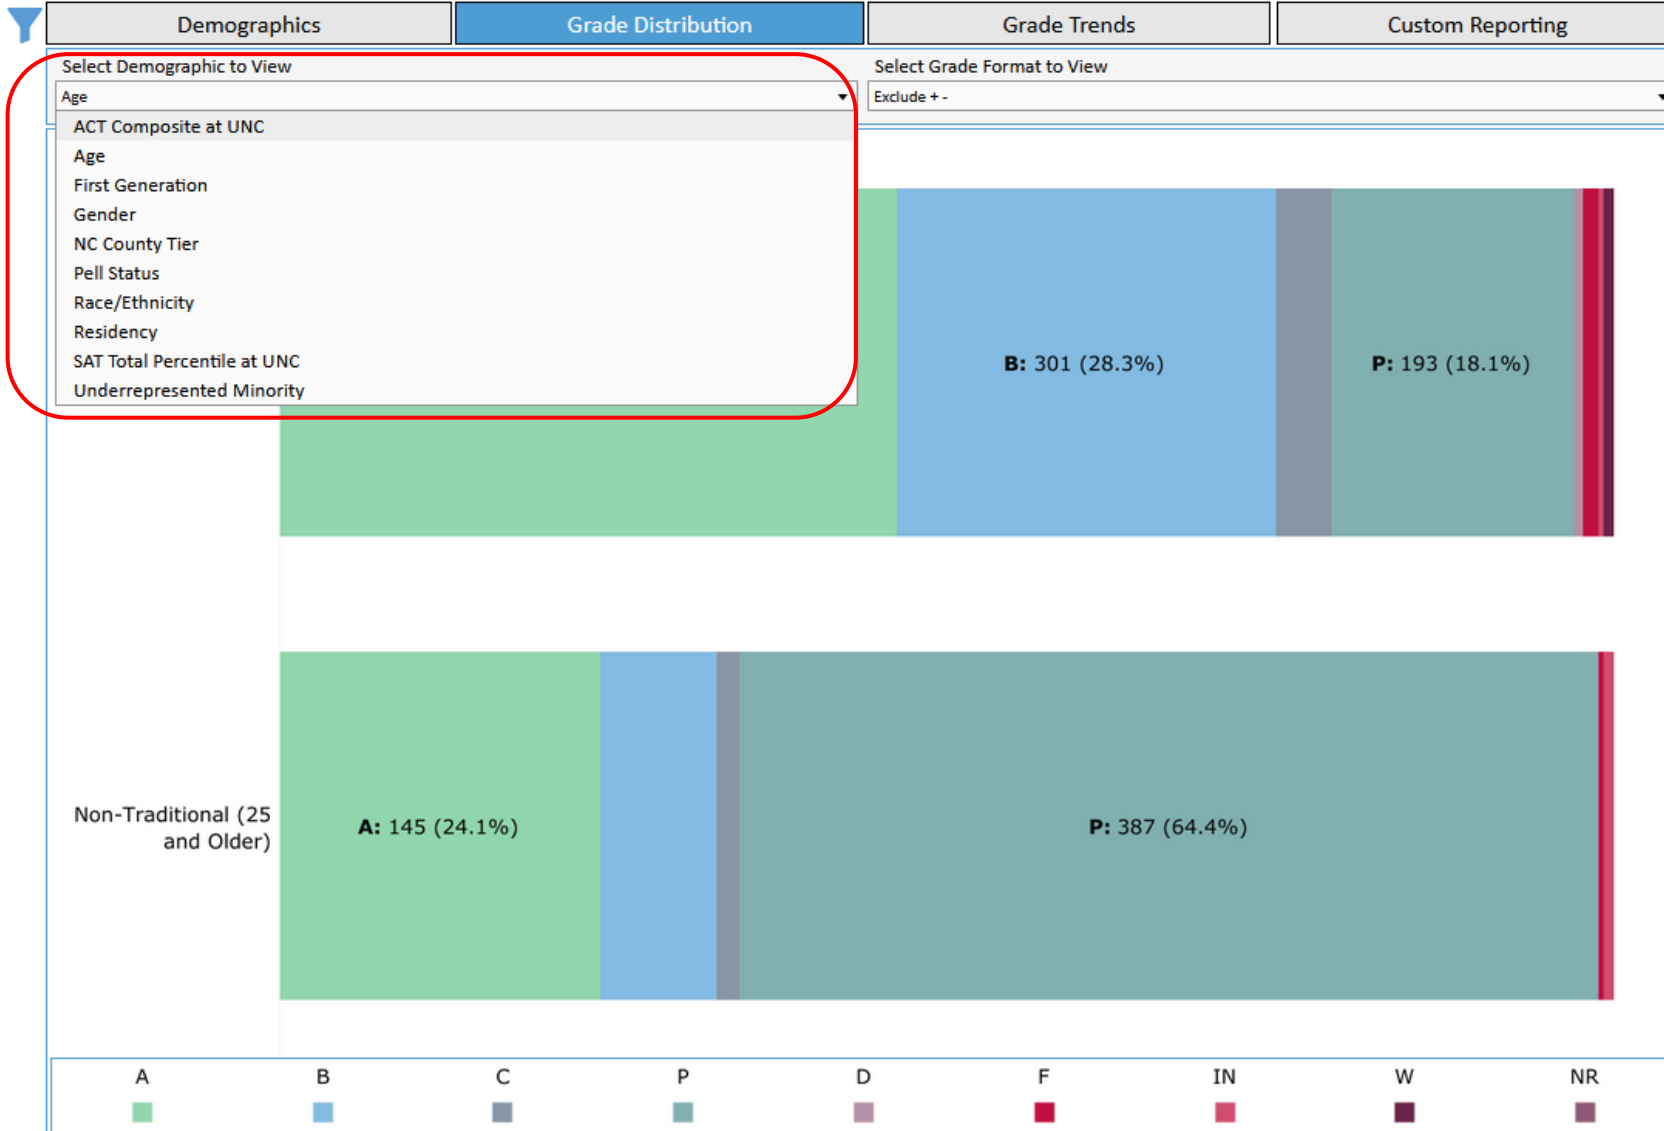 Demographics
Grade Distribution
Grade Trends
Custom Reporting
Select Demographic to View
Select Grade Format to View
Age
Exclude + -
ACT Composite at UNC
Age
First Generation
Gender
NC County Tier
Pell Status
Race/Ethnicity
Residency
SAT Total Percentile at UNC
Underrepresented Minority
B: 301 (28.3%)
P: 193 (18.1%)
Non-Traditional (25
and Older)
A: 145 (24.1%)
P: 387 (64.4%)
A
B
C
P
D
F
IN
W
NR